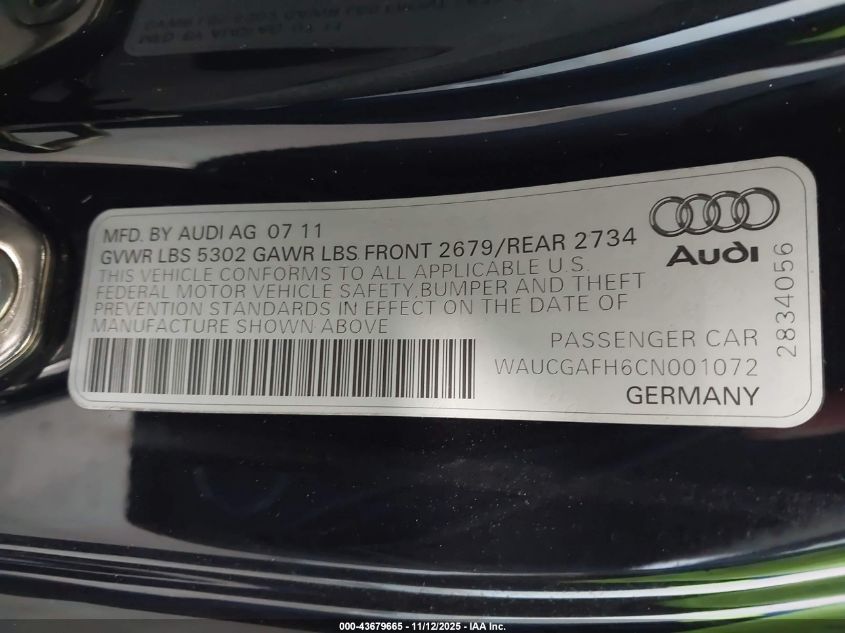 MFD. BY AUDI AG 07 11
GVWR LBS 5302 GAWR LBS FRONT 2679/REAR 2734
THIS VEHICLE CONFORMS TO ALL APPLICABLE U.S.
FEDERAL MOTOR VEHICLE SAFETY, BUMPER AND THEFT
PREVENTION STANDARDS IN EFFECT ON THE DATE OF
MANUFACTURE SHOWN ABOVE
Audi
2834056
PASSENGER CAR
WAUCGAFH6CN001072
GERMANY
000-43679665 - 11/12/2025 - IAA Inc.